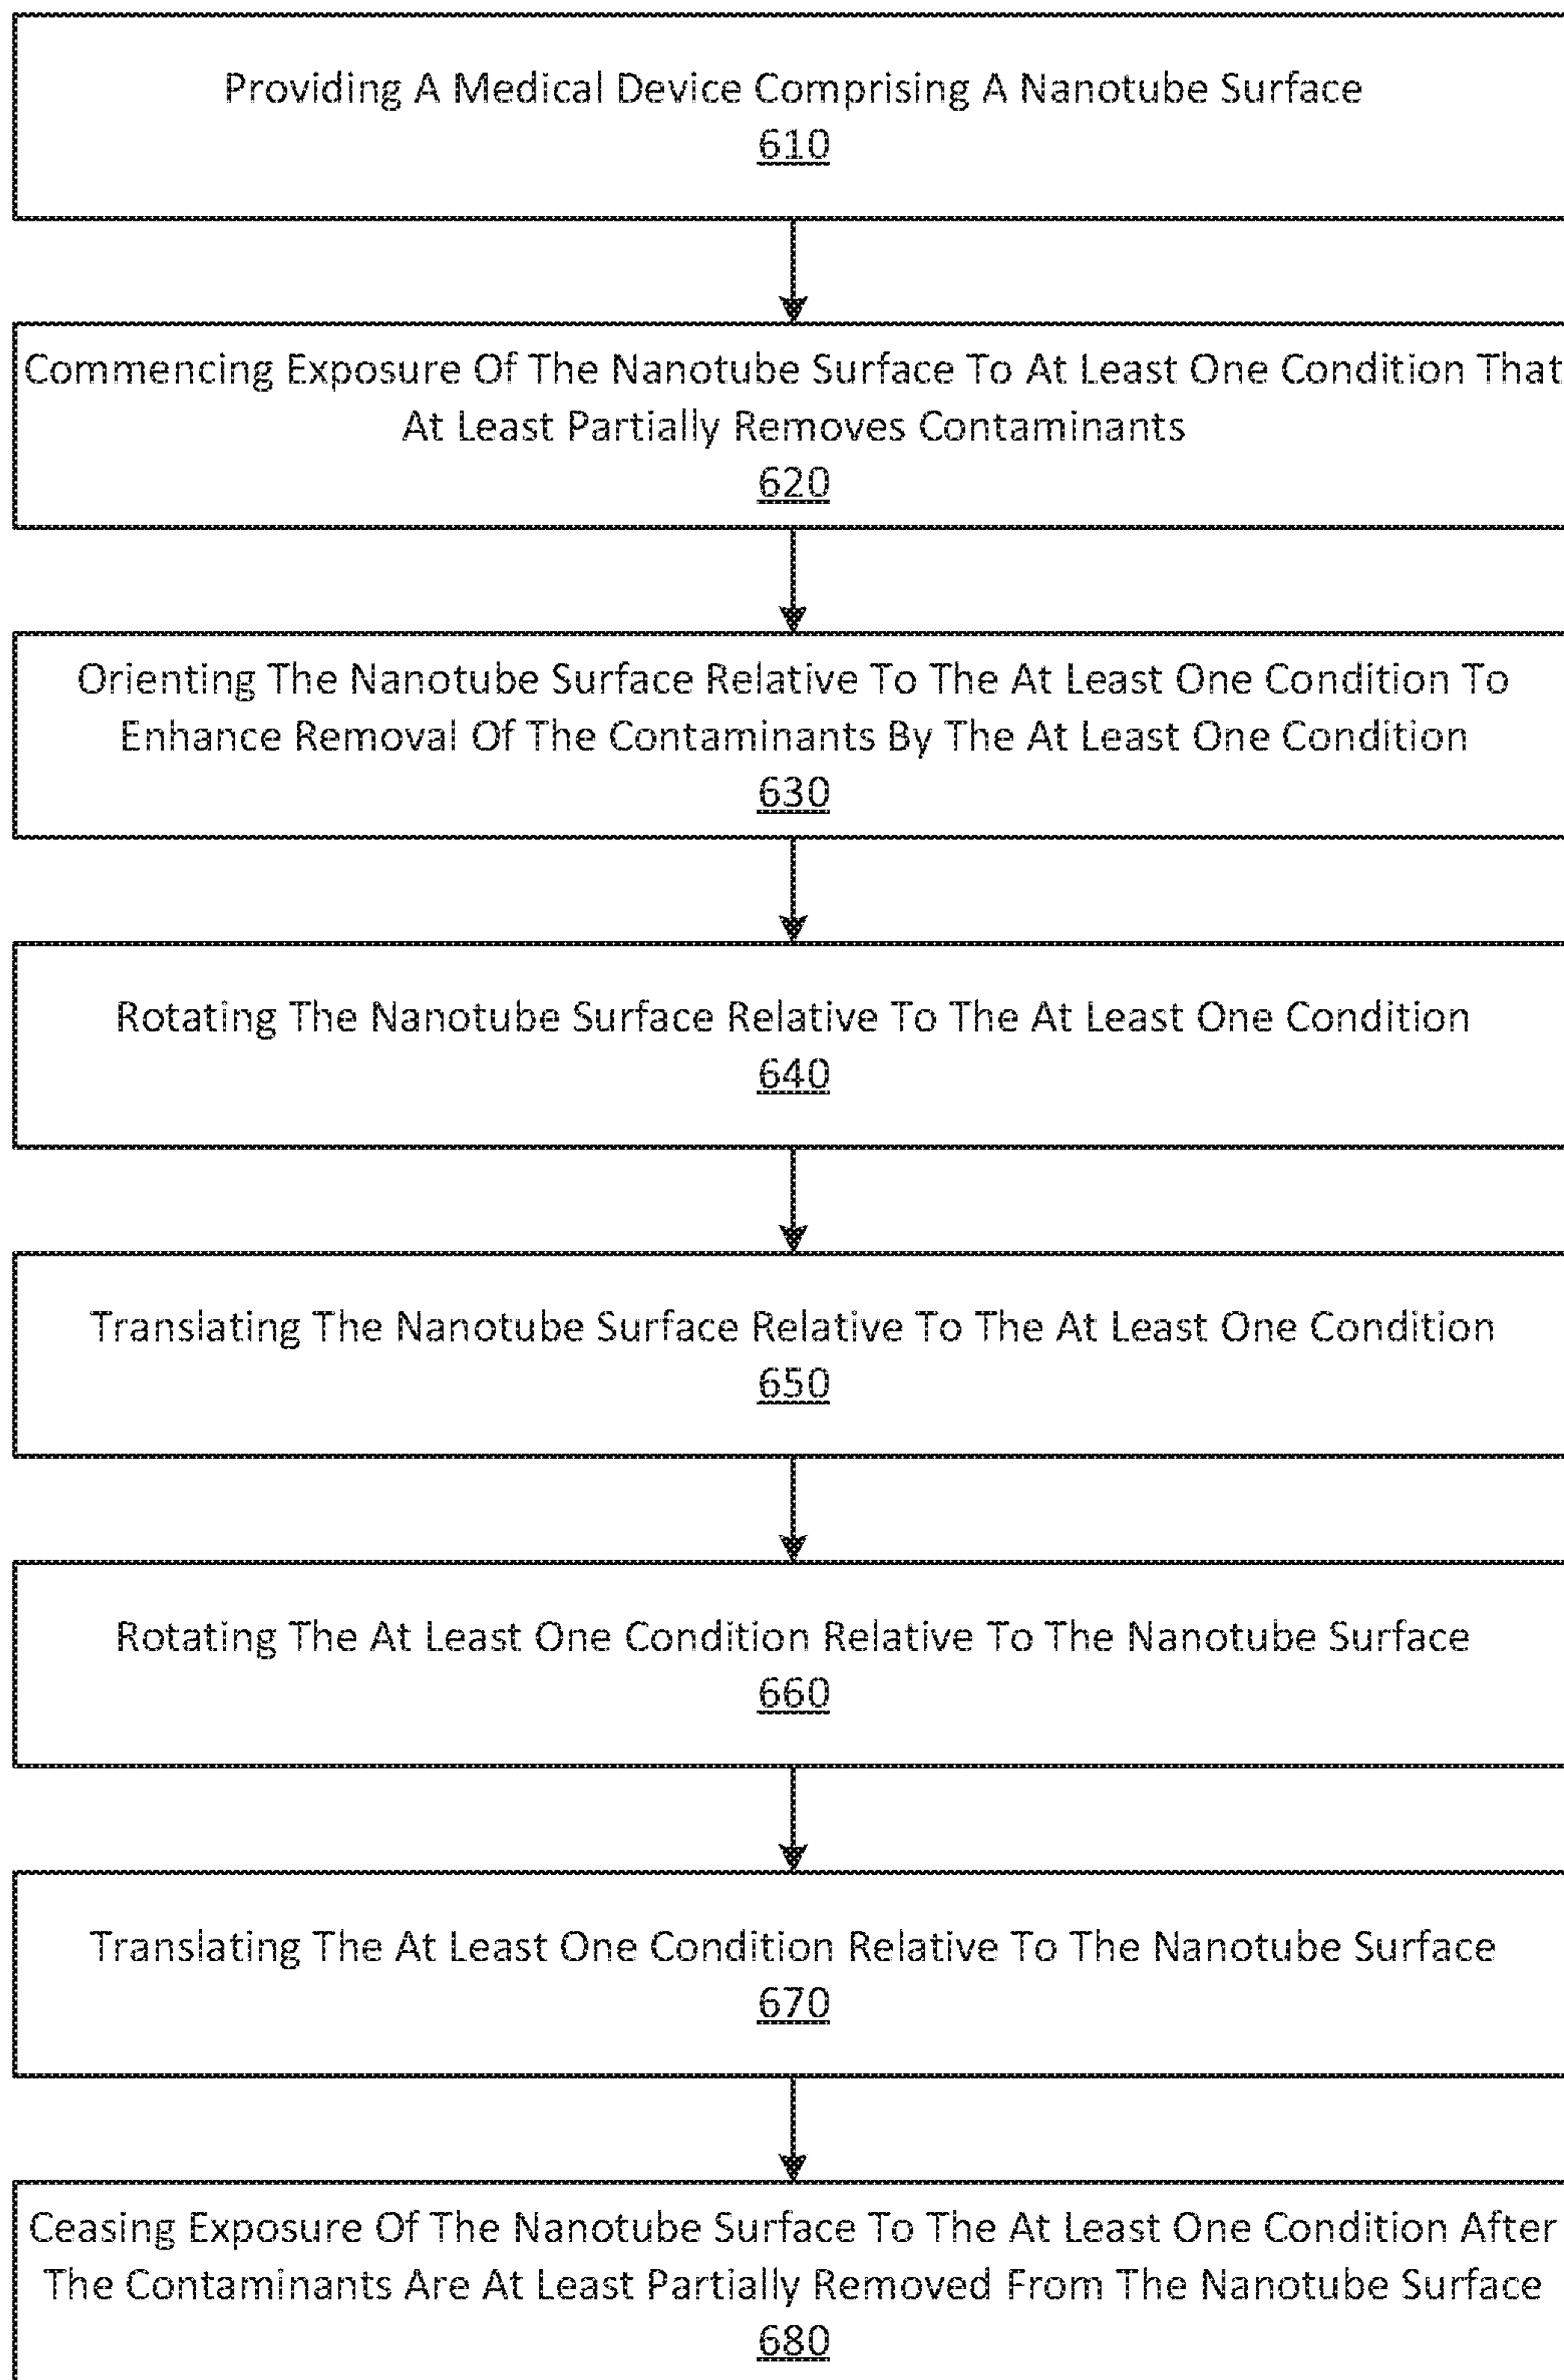 Providing A Medical Device Comprising A Nanotube Surface
610
Commencing Exposure Of The Nanotube Surface To At Least One Condition That
At Least Partially Removes Contaminants
620
Orienting The Nanotube Surface Relative To The At Least One Condition To
Enhance Removal Of The Contaminants By The At Least One Condition
630
Rotating The Nanotube Surface Relative To The At Least One Condition
640
Translating The Nanotube Surface Relative To The At Least One Condition
650
Rotating The At Least One Condition Relative To The Nanotube Surface
660
Translating The At Least One Condition Relative To The Nanotube Surface
670
Ceasing Exposure Of The Nanotube Surface To The At Least One Condition After
The Contaminants Are At Least Partially Removed From The Nanotube Surface
680